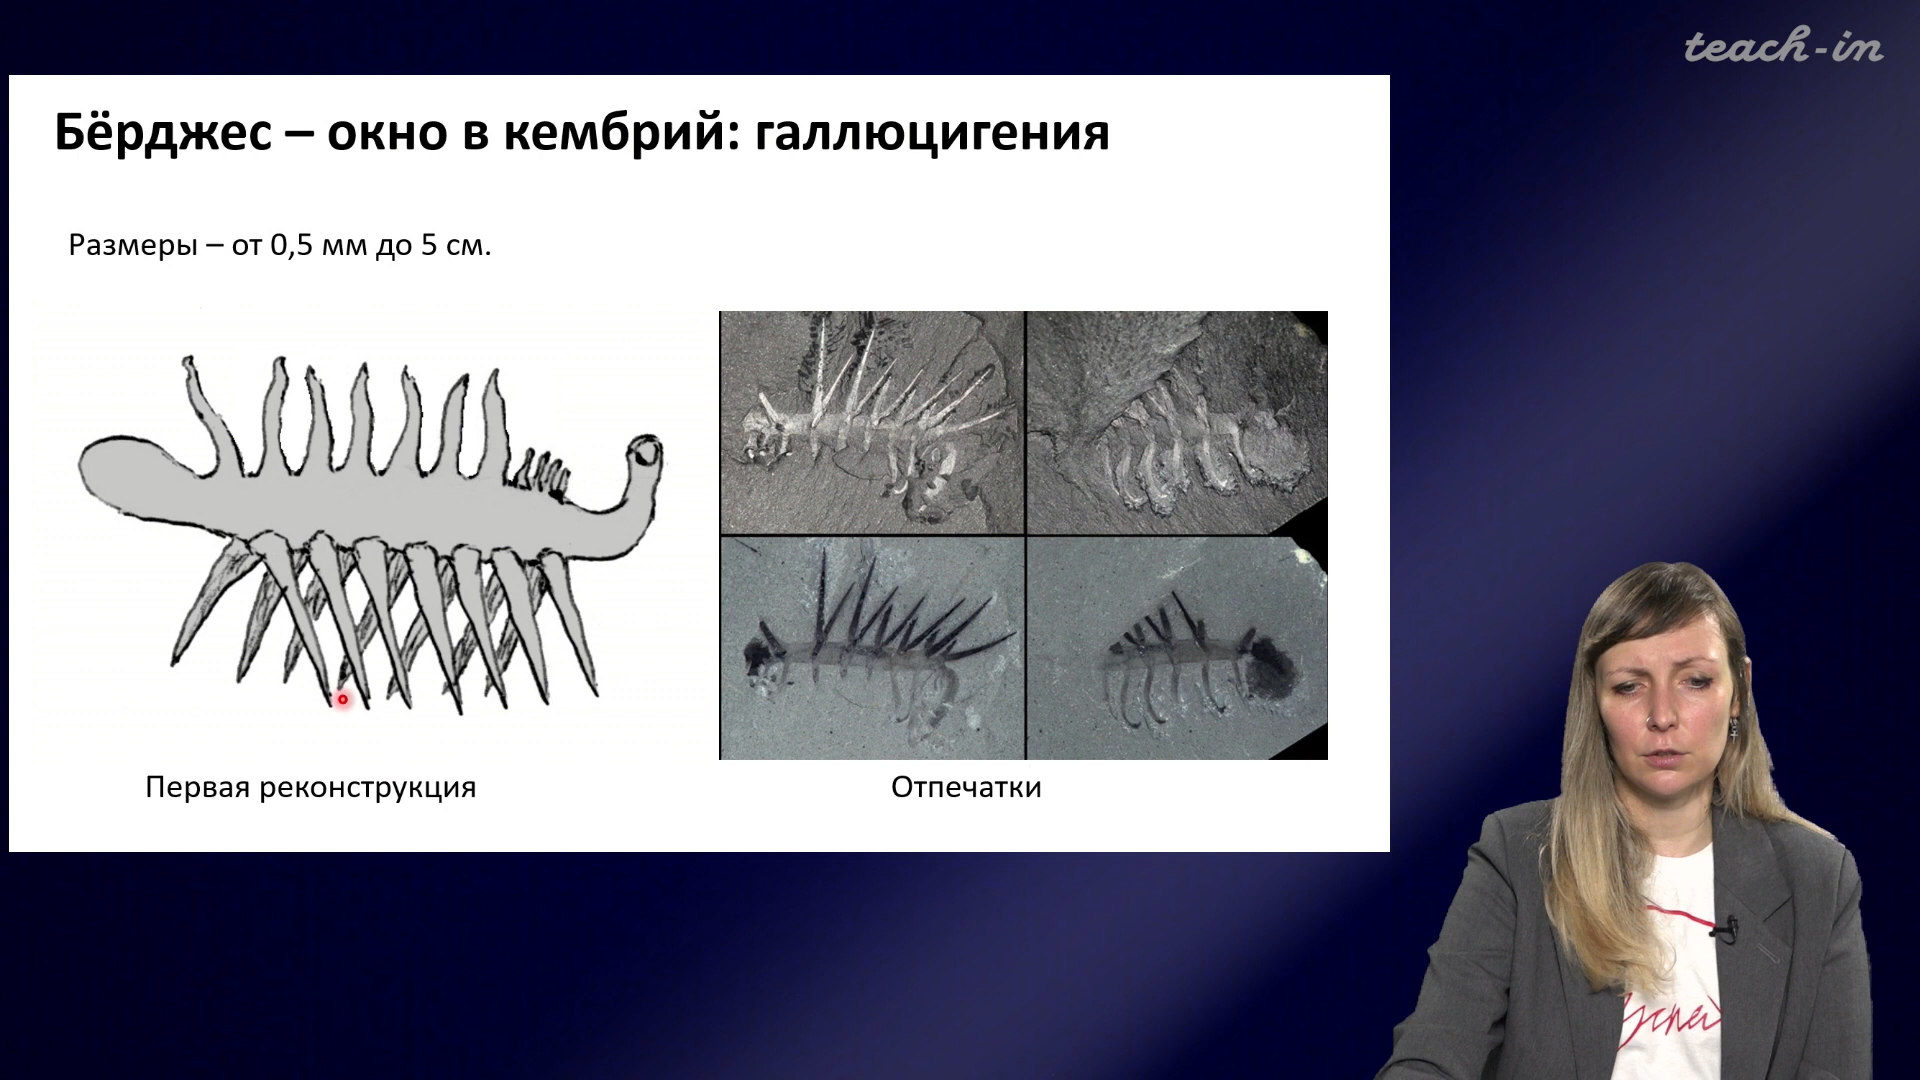 teach-in
Бёрджес – окно в кембрий: галлюцигения
Размеры – от 0,5 мм до 5 см.
Первая реконструкция
Отпечатки